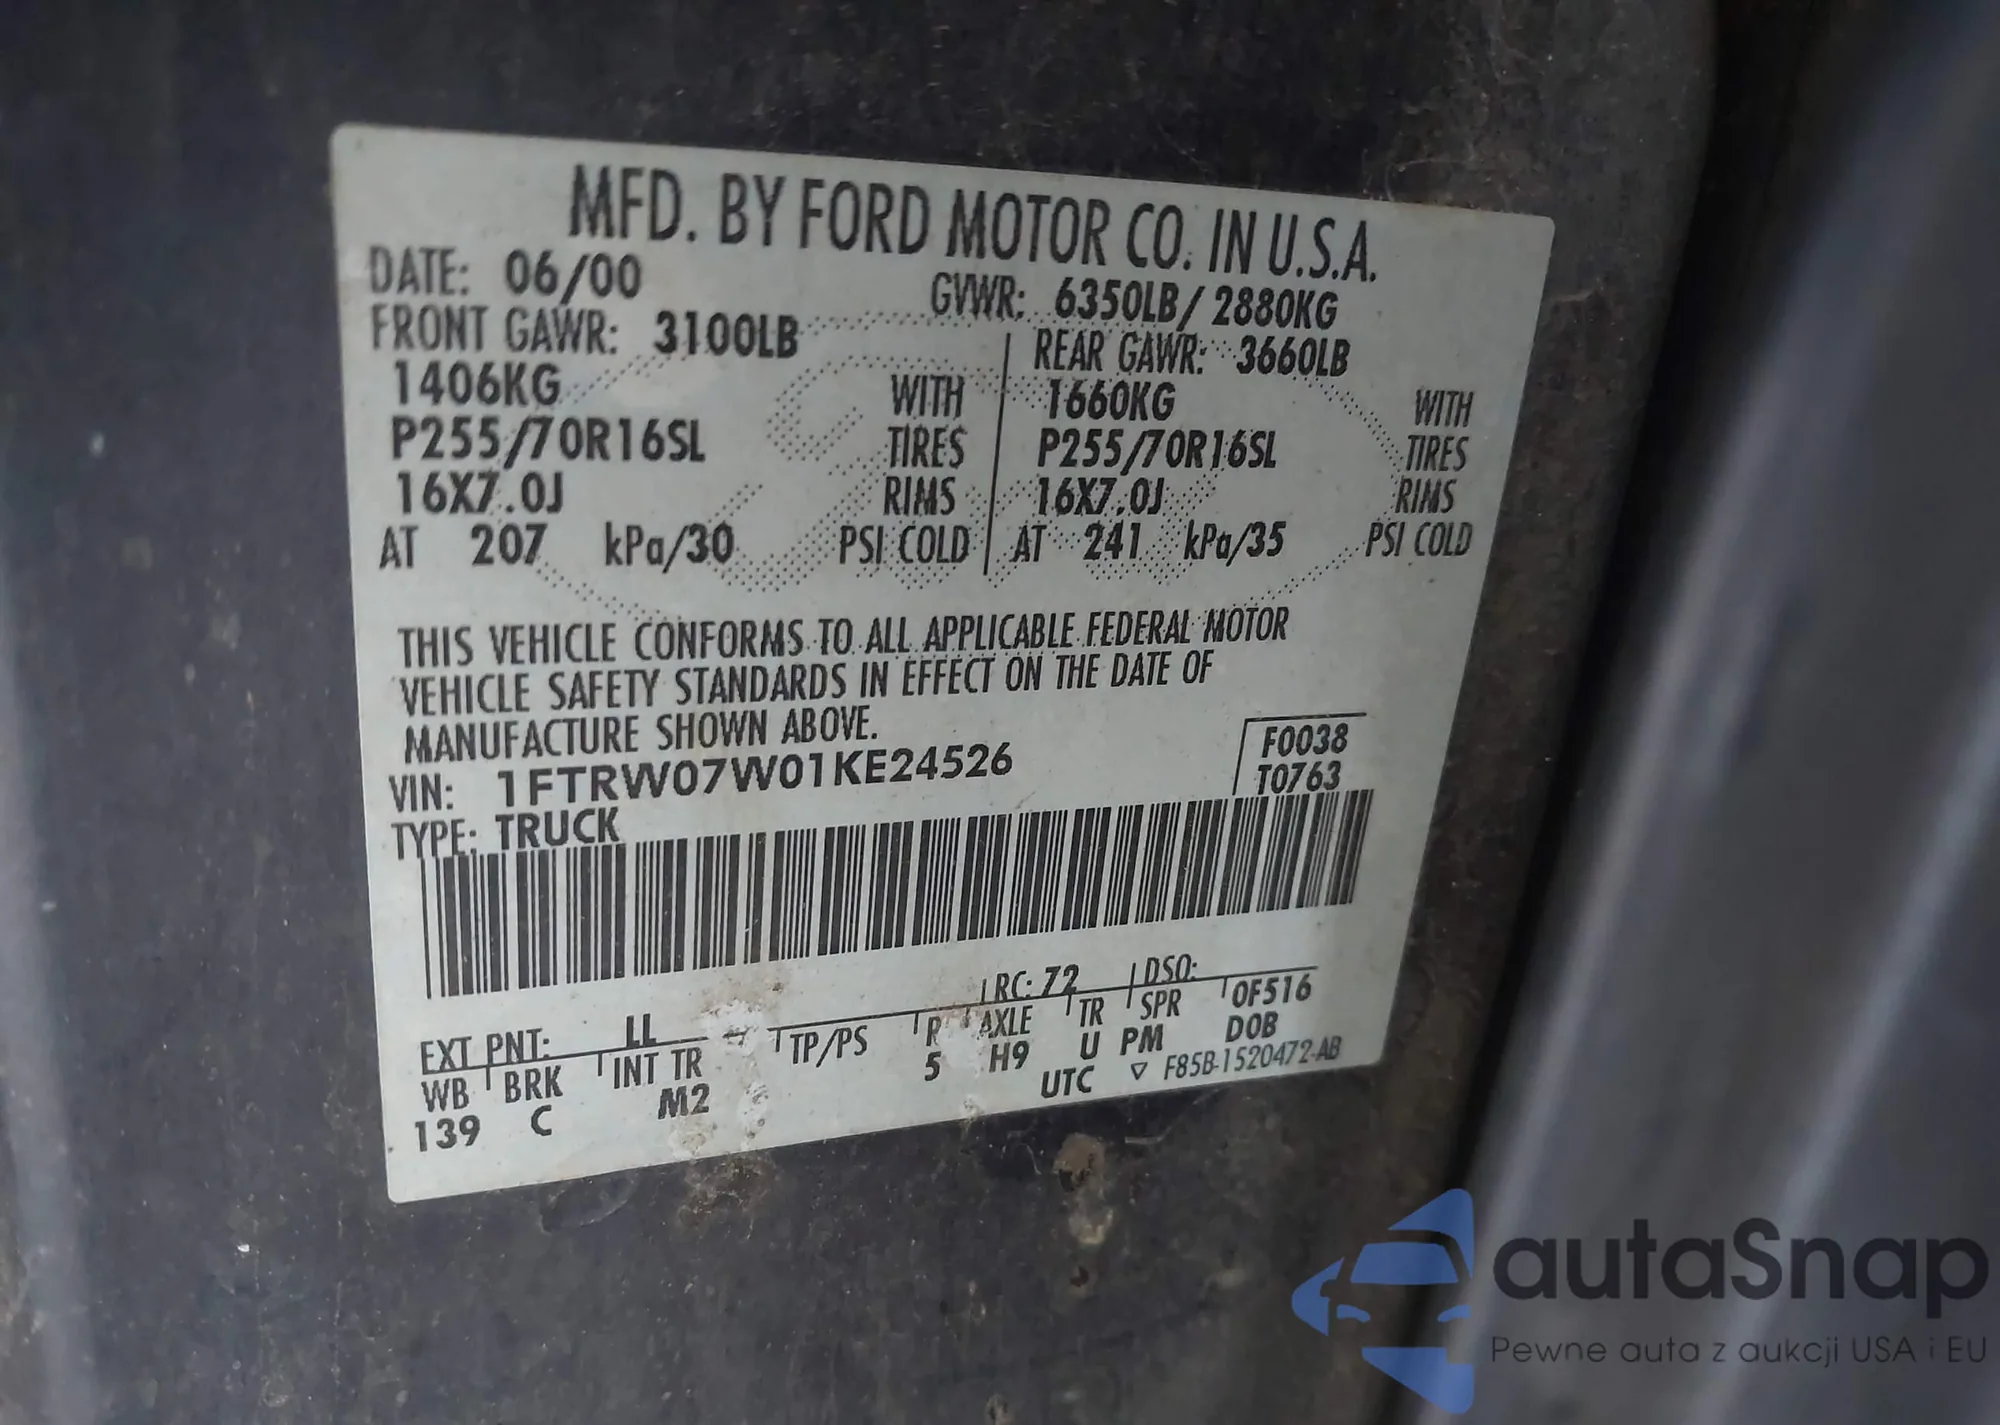 MFD. BY FORD MOTOR CO. IN U.S.A.
DATE: 06/00 GVWR: 6350LB/ 2880KG
FRONT GAWR: 3100LB REAR GAWR: 3660LB
1406KG WITH 1660KG WITH
P255/70R16SL TIRES P255/70R16SL TIRES
16X7.0J RIMS 16X7.0J RIMS
AT 207 kPa/30 PSI COLD AT 241 kPa/35 PSI COLD
THIS VEHICLE CONFORMS TO ALL APPLICABLE FEDERAL MOTOR
VEHICLE SAFETY STANDARDS IN EFFECT ON THE DATE OF
MANUFACTURE SHOWN ABOVE.
VIN: 1FTRW07W01KE24526 F0038
TYPE: TRUCK T0763
EXT PNT: LL RC: 72 DSO:
WB BRK INT TR TP/PS R AXLE TR SPR 0F516
139 C M2 5 H9 U PM DOB
UTC ▽ F85B-1520472-AB
autoSnap
Pewne auta z aukcji USA i EU